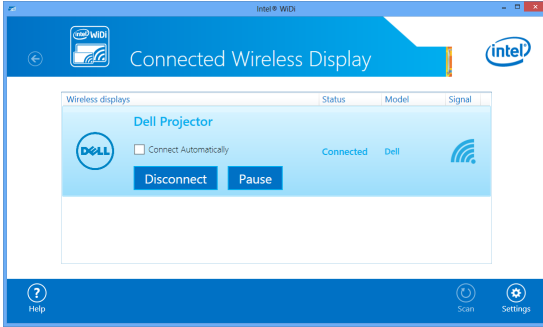 Intel® WiDi
intel WiDi
Connected Wireless Display
intel
Wireless displays Status Model Signal
Dell Projector
DELL
Connect Automatically
Connected Dell
Disconnect Pause
? Help
Scan Settings